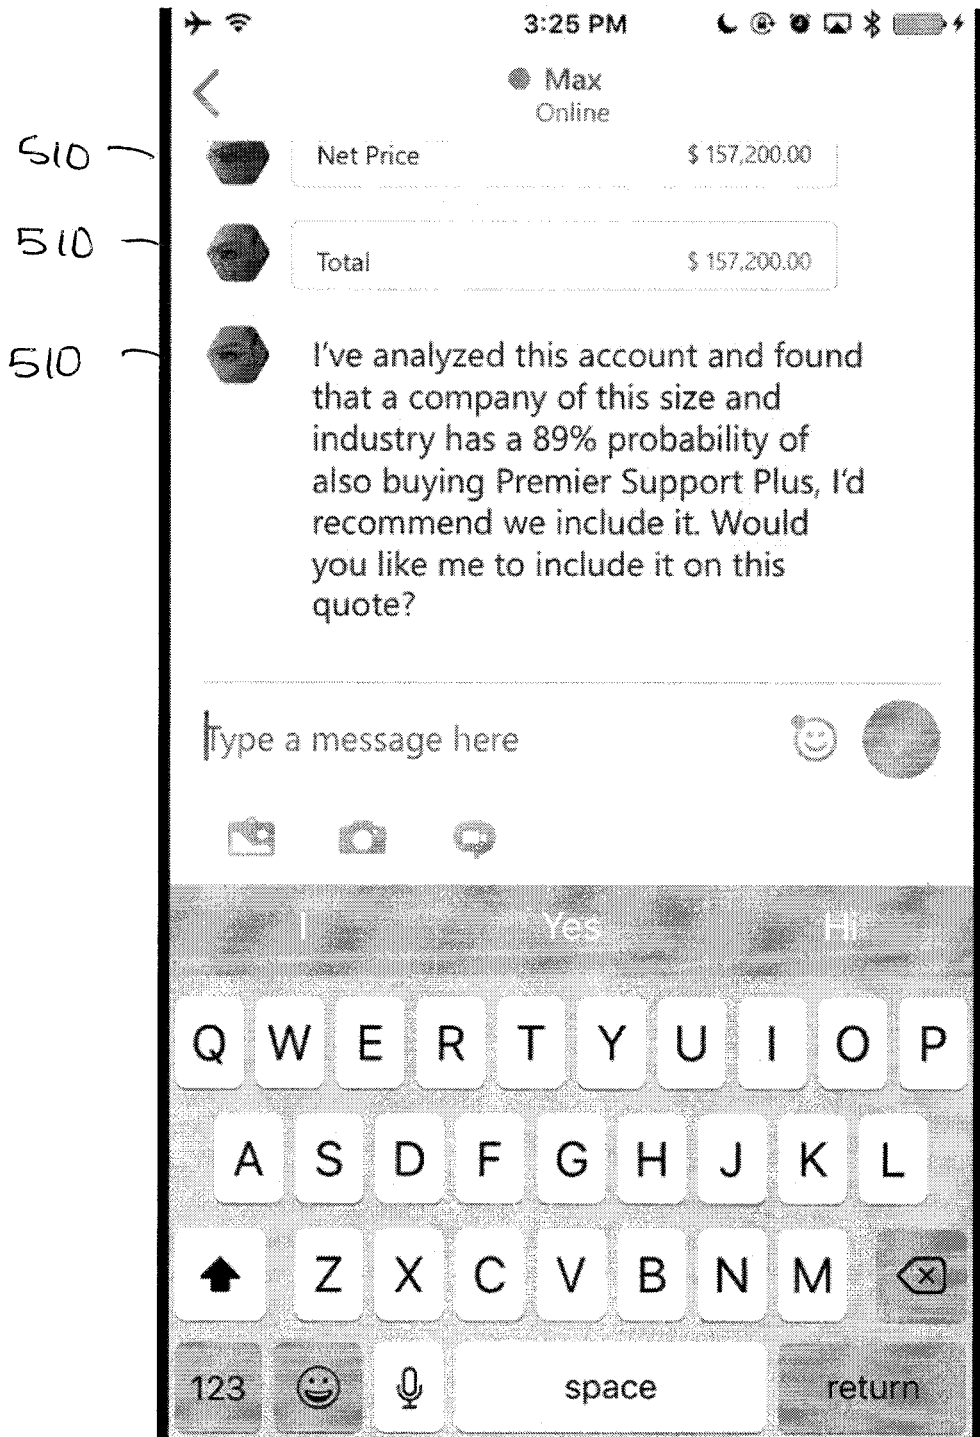 3:25 PM
Max
Online
510
Net Price $ 157,200.00
510
Total $ 157,200.00
510
I've analyzed this account and found
that a company of this size and
industry has a 89% probability of
also buying Premier Support Plus, I'd
recommend we include it. Would
you like me to include it on this
quote?
Type a message here
I Yes Hi
Q W E R T Y U I O P
A S D F G H J K L
Z X C V B N M
123 space return